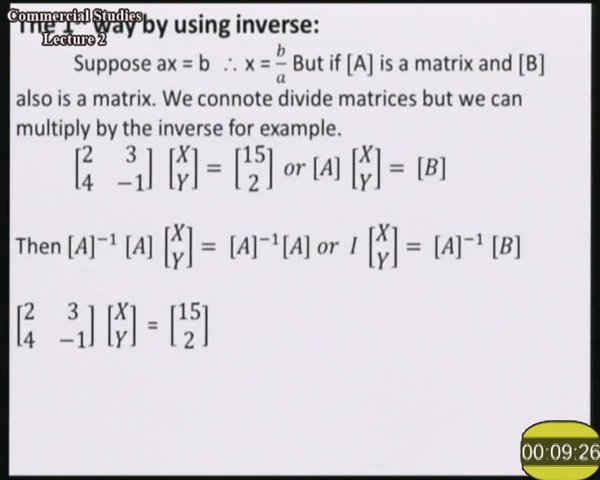 Commercial Studies
Lecture 2
The 1st way by using inverse:
Suppose ax = b ∴ x = b/a But if [A] is a matrix and [B]
also is a matrix. We connote divide matrices but we can
multiply by the inverse for example.
[2 3; 4 −1] [X; Y] = [15; 2] or [A] [X; Y] = [B]
Then [A]⁻¹ [A] [X; Y] = [A]⁻¹[A] or I [X; Y] = [A]⁻¹ [B]
[2 3; 4 −1] [X; Y] = [15; 2]
00:09:26